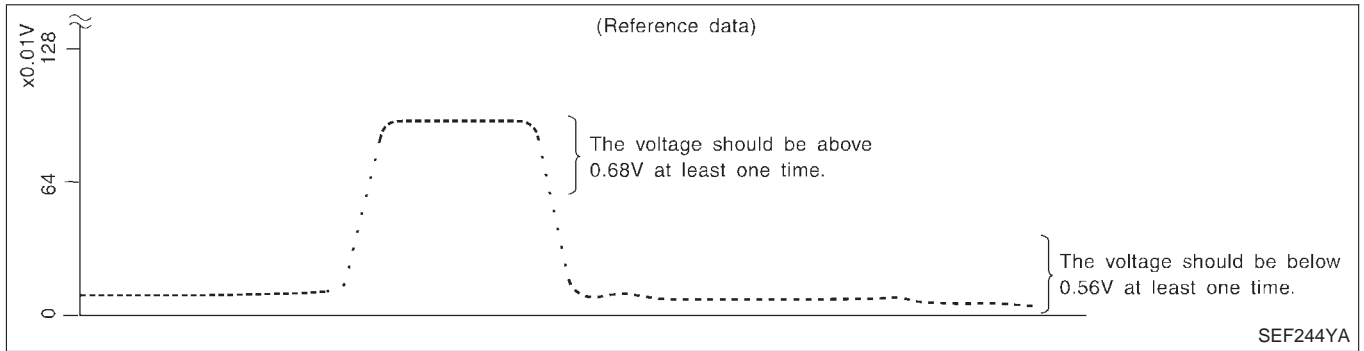 (Reference data)
x0.01V
128
64
0
The voltage should be above
0.68V at least one time.
The voltage should be below
0.56V at least one time.
SEF244YA